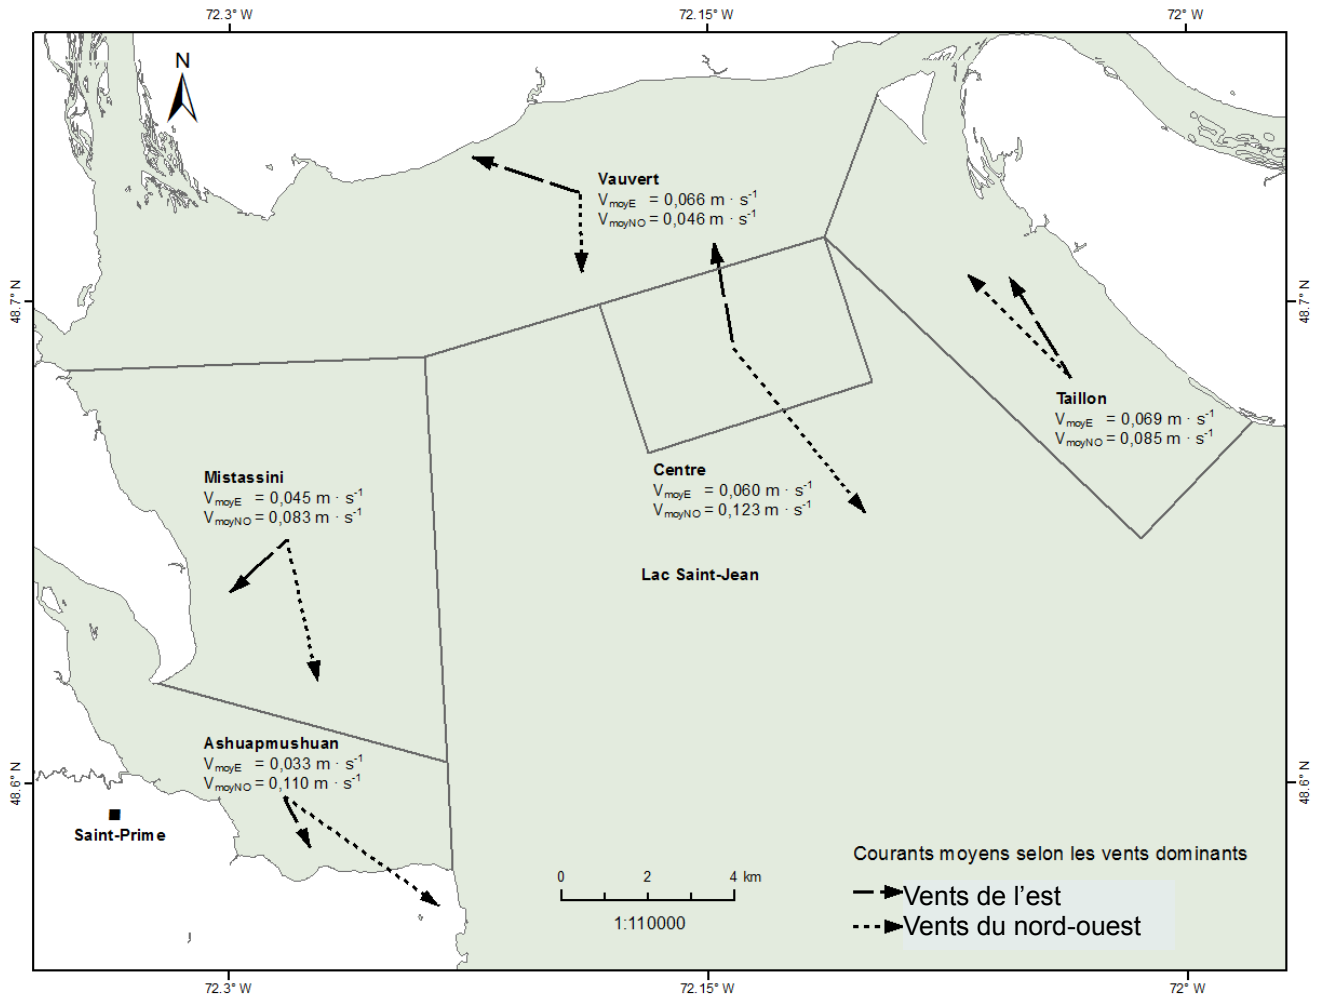 72.3° W
72.15° W
72° W
N
Vauvert
VmoyE = 0,066 m · s-1
VmoyNO = 0,046 m · s-1
48.7° N
48.7° N
Taillon
VmoyE = 0,069 m · s-1
VmoyNO = 0,085 m · s-1
Mistassini
VmoyE = 0,045 m · s-1
VmoyNO = 0,083 m · s-1
Centre
VmoyE = 0,060 m · s-1
VmoyNO = 0,123 m · s-1
Lac Saint-Jean
Ashuapmushuan
VmoyE = 0,033 m · s-1
VmoyNO = 0,110 m · s-1
48.6° N
48.6° N
Saint-Prime
0 2 4 km
1:110000
Courants moyens selon les vents dominants
Vents de l’est
Vents du nord-ouest
72.3° W
72.15° W
72° W